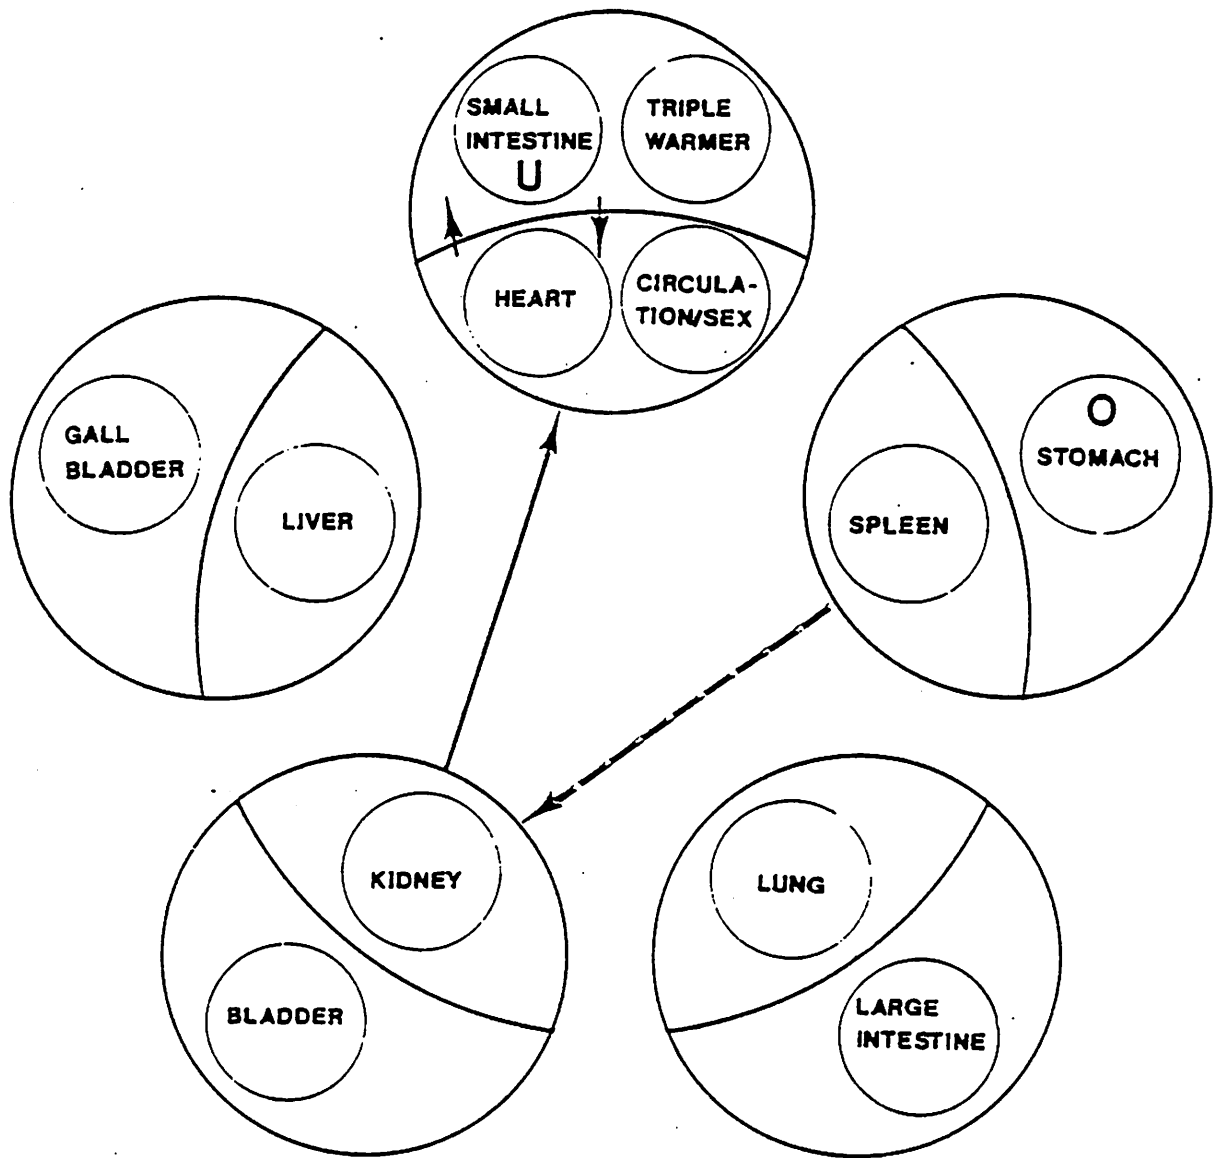 SMALL
INTESTINE
U
TRIPLE
WARMER
HEART
CIRCULA-
TION/SEX
GALL
BLADDER
LIVER
O
STOMACH
SPLEEN
KIDNEY
BLADDER
LUNG
LARGE
INTESTINE